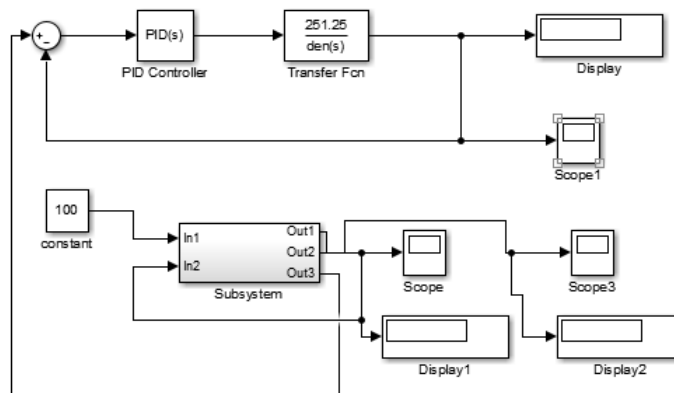 +
−
PID(s)
PID Controller
251.25
den(s)
Transfer Fcn
Display
Scope1
100
constant
In1
In2
Out1
Out2
Out3
Subsystem
Scope
Scope3
Display1
Display2